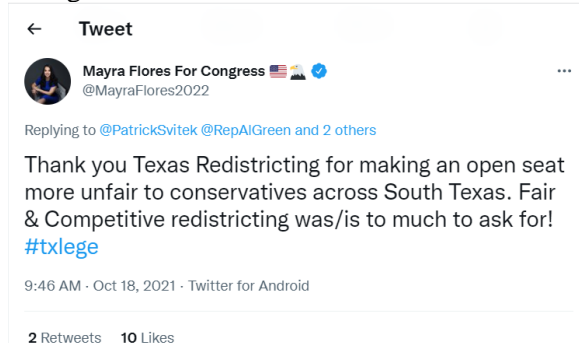 ← Tweet
Mayra Flores For Congress 🇺🇸🦅
@MayraFlores2022
Replying to @PatrickSvitek @RepAlGreen and 2 others
Thank you Texas Redistricting for making an open seat
more unfair to conservatives across South Texas. Fair
& Competitive redistricting was/is to much to ask for!
#txlege
9:46 AM · Oct 18, 2021 · Twitter for Android
2 Retweets 10 Likes